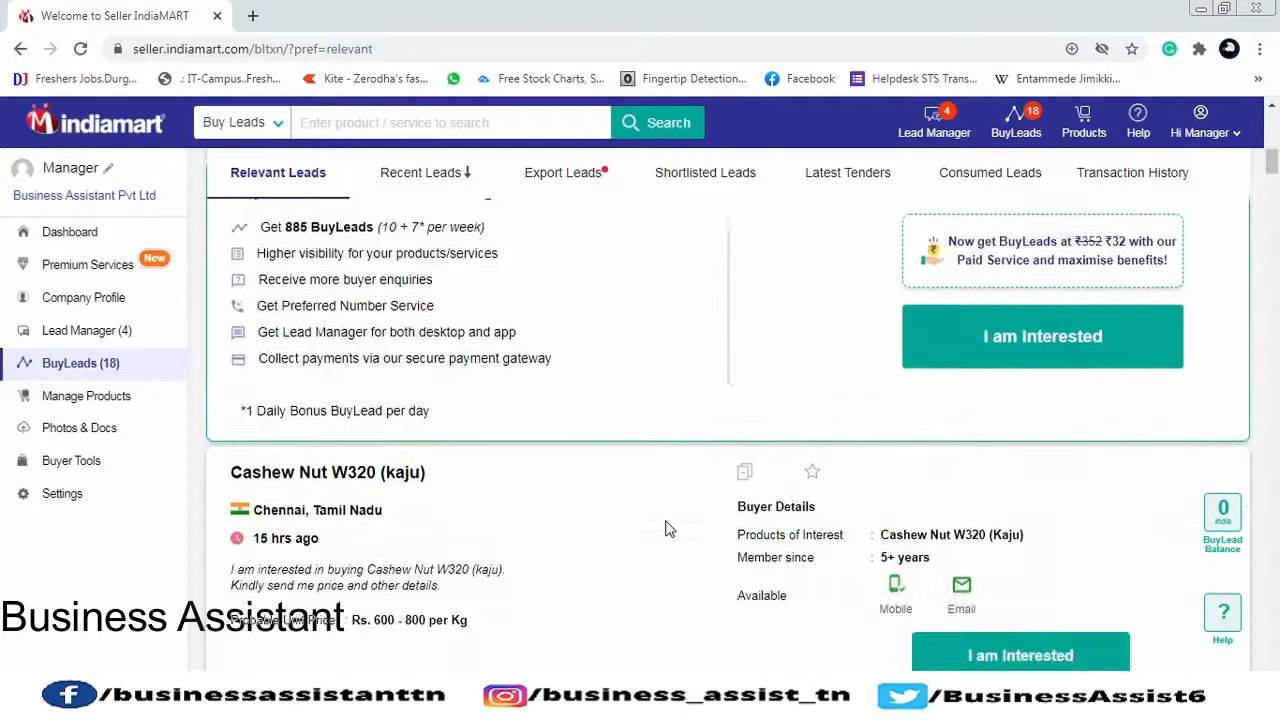 Welcome to Seller IndiaMART
seller.indiamart.com/bltxn/?pref=relevant
Freshers Jobs.Durg...
.: IT-Campus..Fresh...
Kite - Zerodha's fas...
Free Stock Charts, S...
Fingertip Detection...
Facebook
Helpdesk STS Trans...
Entammede Jimikki...
indiamart
Buy Leads
Enter product / service to search
Search
4
Lead Manager
18
BuyLeads
Products
Help
Hi Manager
Manager
Business Assistant Pvt Ltd
Dashboard
Premium Services
New
Company Profile
Lead Manager (4)
BuyLeads (18)
Manage Products
Photos & Docs
Buyer Tools
Settings
Relevant Leads
Recent Leads
Export Leads
Shortlisted Leads
Latest Tenders
Consumed Leads
Transaction History
Get 885 BuyLeads (10 + 7* per week)
Higher visibility for your products/services
Receive more buyer enquiries
Get Preferred Number Service
Get Lead Manager for both desktop and app
Collect payments via our secure payment gateway
*1 Daily Bonus BuyLead per day
Now get BuyLeads at ₹352 ₹32 with our
Paid Service and maximise benefits!
I am Interested
Cashew Nut W320 (kaju)
Chennai, Tamil Nadu
15 hrs ago
I am interested in buying Cashew Nut W320 (kaju).
Kindly send me price and other details.
Probable Unit Price : Rs. 600 - 800 per Kg
Buyer Details
Products of Interest : Cashew Nut W320 (Kaju)
Member since : 5+ years
Available :
Mobile
Email
I am Interested
0
India
BuyLead
Balance
?
Help
Business Assistant
/businessassistanttn
/business_assist_tn
/BusinessAssist6